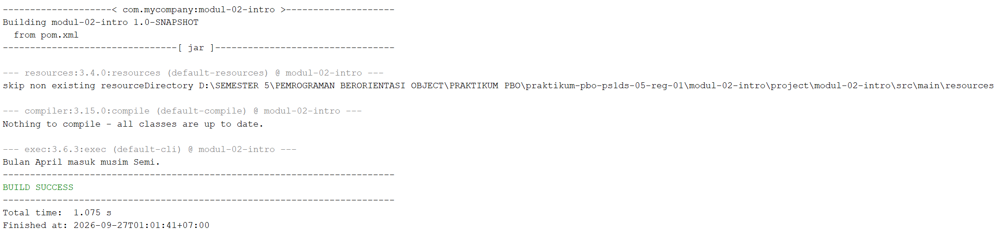 --------------------< com.mycompany:modul-02-intro >--------------------
Building modul-02-intro 1.0-SNAPSHOT
  from pom.xml
--------------------------------[ jar ]---------------------------------

--- resources:3.4.0:resources (default-resources) @ modul-02-intro ---
skip non existing resourceDirectory D:\SEMESTER 5\PEMROGRAMAN BERORIENTASI OBJECT\PRAKTIKUM PBO\praktikum-pbo-ps1ds-05-reg-01\modul-02-intro\project\modul-02-intro\src\main\resources

--- compiler:3.15.0:compile (default-compile) @ modul-02-intro ---
Nothing to compile - all classes are up to date.

--- exec:3.6.3:exec (default-cli) @ modul-02-intro ---
Bulan April masuk musim Semi.
------------------------------------------------------------------------
BUILD SUCCESS
------------------------------------------------------------------------
Total time:  1.075 s
Finished at: 2026-09-27T01:01:41+07:00